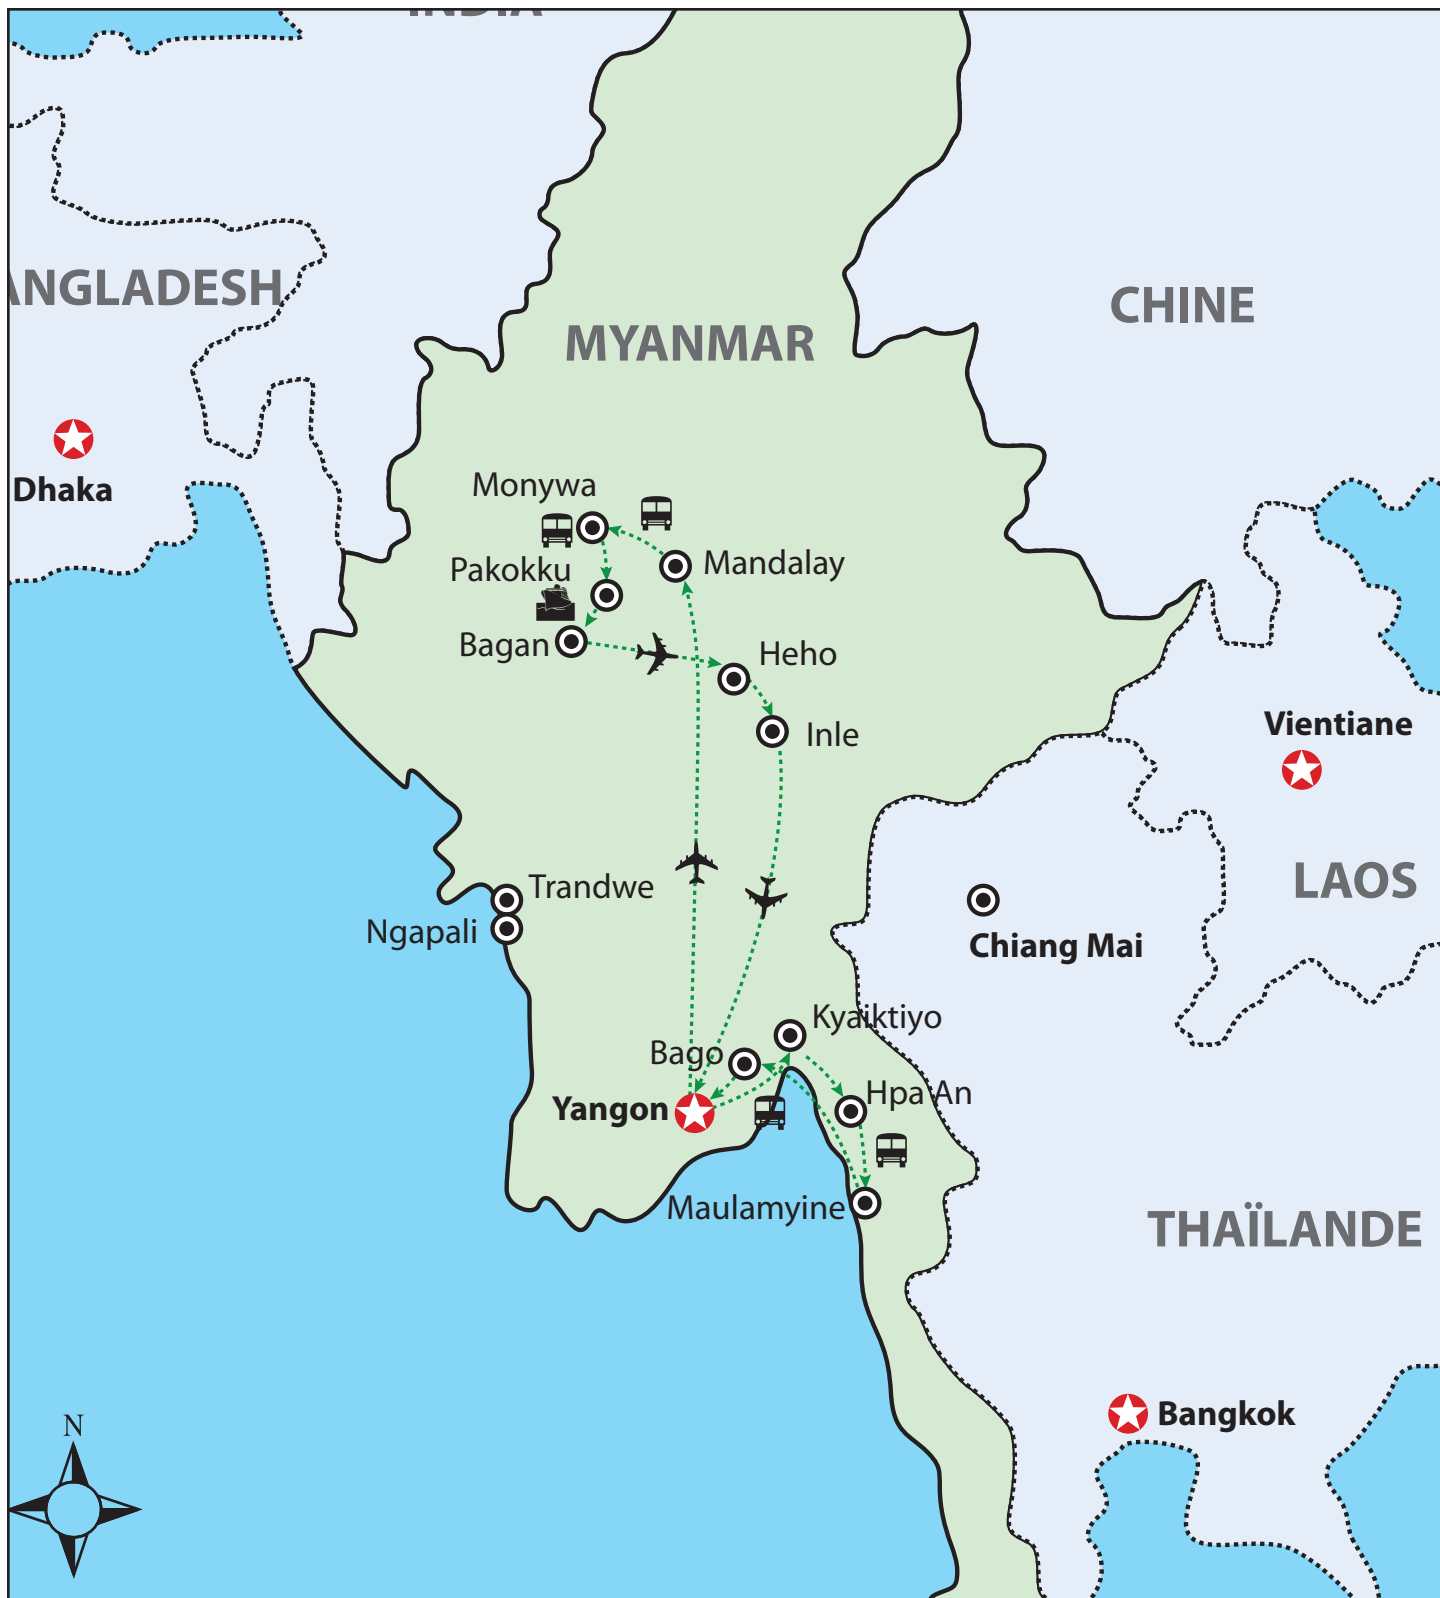 INDIA
ANGLADESH
CHINE
MYANMAR
Dhaka
Monywa
Mandalay
Pakokku
Bagan
Heho
Inle
Vientiane
LAOS
Trandwe
Ngapali
Chiang Mai
Kyaiktiyo
Bago
Hpa An
Yangon
Maulamyine
THAÏLANDE
Bangkok
N